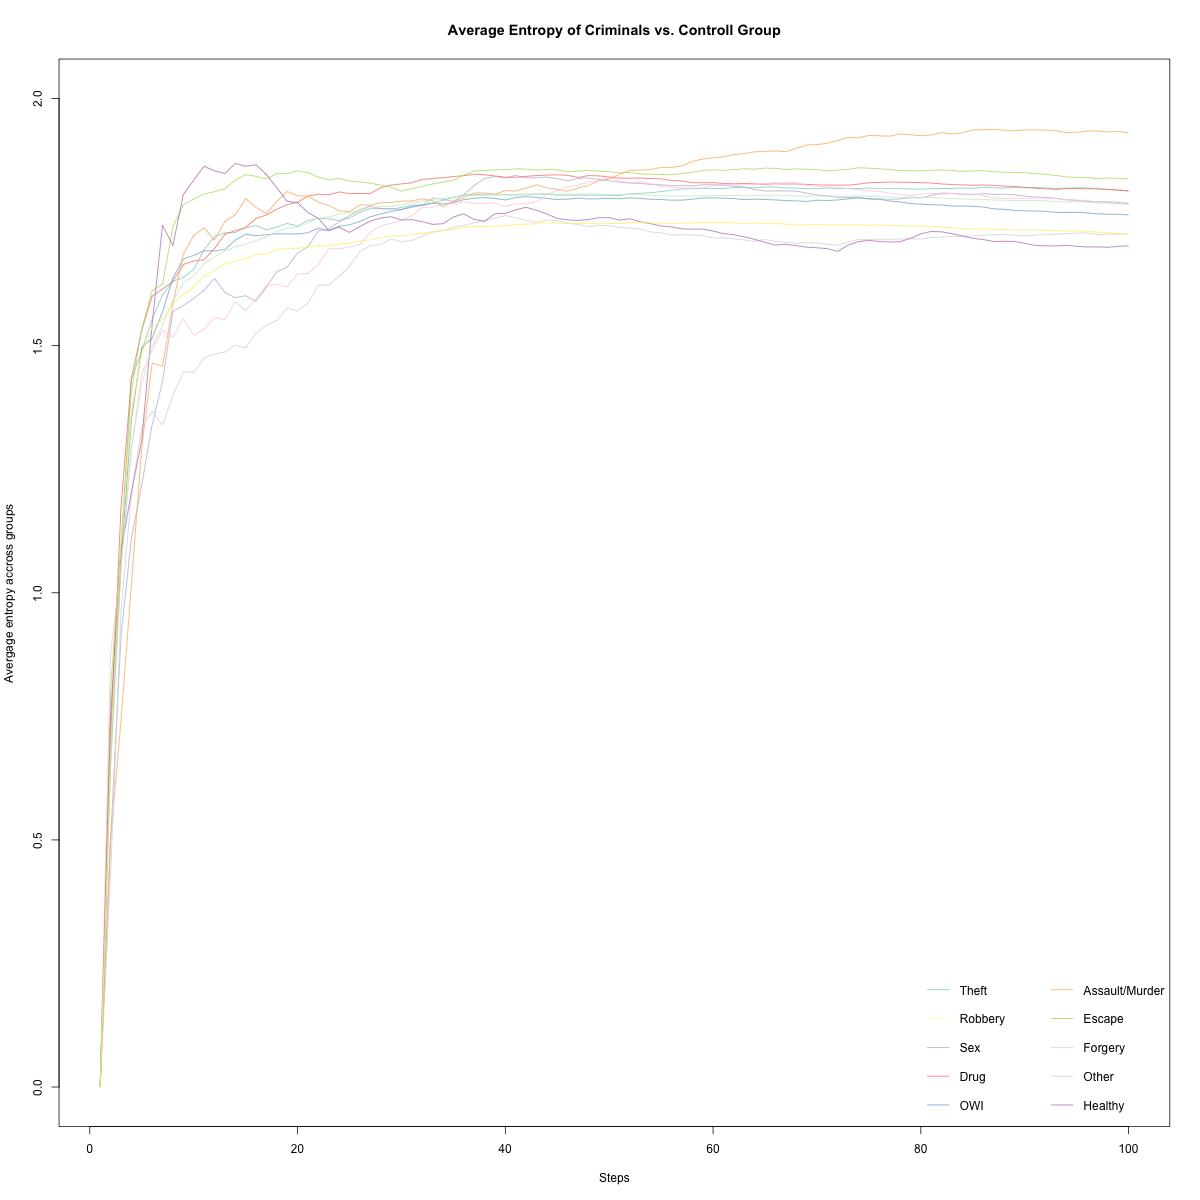 Average Entropy of Criminals vs. Controll Group
Avergage entropy accross groups
2.0
1.5
1.0
0.5
0.0
Theft
Robbery
Sex
Drug
OWI
Assault/Murder
Escape
Forgery
Other
Healthy
0 20 40 60 80 100
Steps